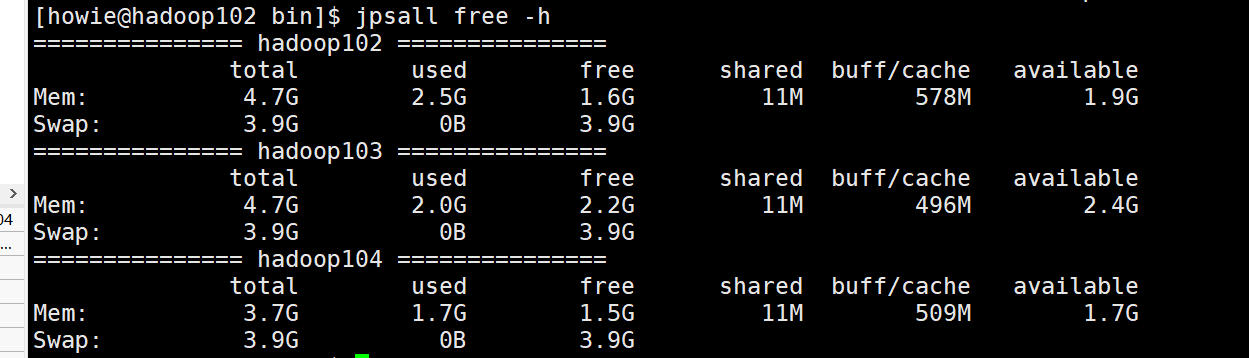 [howie@hadoop102 bin]$ jpsall free -h
=============== hadoop102 ===============
total used free shared buff/cache available
Mem: 4.7G 2.5G 1.6G 11M 578M 1.9G
Swap: 3.9G 0B 3.9G
=============== hadoop103 ===============
total used free shared buff/cache available
Mem: 4.7G 2.0G 2.2G 11M 496M 2.4G
Swap: 3.9G 0B 3.9G
=============== hadoop104 ===============
total used free shared buff/cache available
Mem: 3.7G 1.7G 1.5G 11M 509M 1.7G
Swap: 3.9G 0B 3.9G
>
04
...